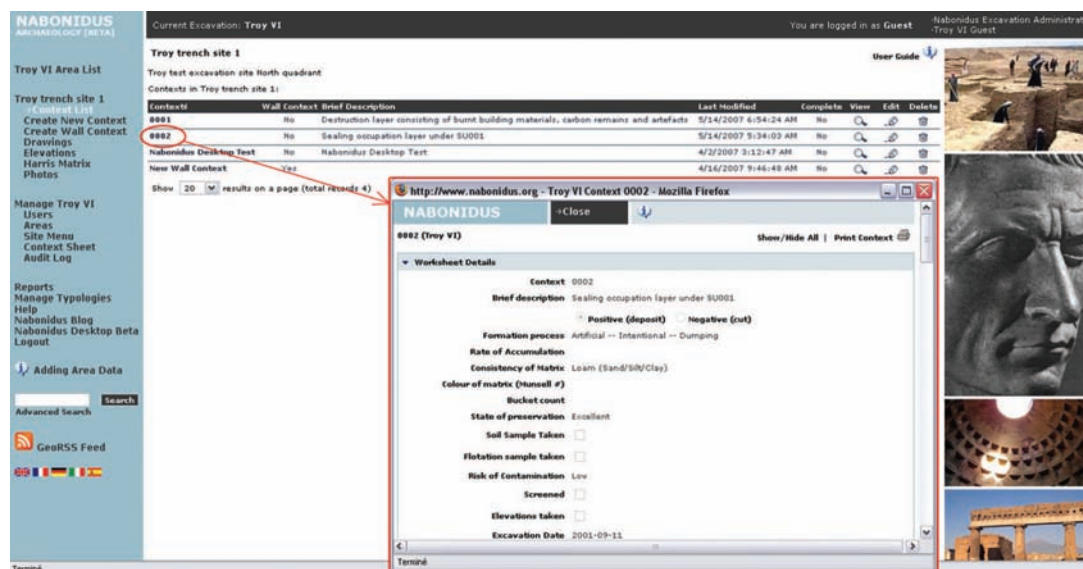 NABONIDUS
ARCHAEOLOGY [BETA]
Current Excavation: Troy VI
You are logged in as Guest
-Nabonidus Excavation Administrat
-Troy VI Guest
Troy VI Area List
Troy trench site 1
Context List
Create New Context
Create Wall Context
Drawings
Elevations
Harris Matrix
Photos
Manage Troy VI
Users
Areas
Site Menu
Context Sheet
Audit Log
Reports
Manage Typologies
Help
Nabonidus Blog
Nabonidus Desktop Beta
Logout
Adding Area Data
Search
Advanced Search
GeoRSS Feed
Troy trench site 1
User Guide
Troy test excavation site North quadrant
Contexts in Troy trench site 1:
Context# Wall Context Brief Description Last Modified Complete View Edit Delete
0001 No Destruction layer consisting of burnt building materials, carbon remains and artefacts 5/14/2007 6:54:24 AM No
0002 No Sealing occupation layer under SU001 5/14/2007 5:34:03 AM No
Nabonidus Desktop Test No Nabonidus Desktop Test 4/2/2007 3:12:47 AM No
New Wall Context Yes 4/16/2007 9:46:48 AM No
Show 20 results on a page (total records 4)
http://www.nabonidus.org - Troy VI Context 0002 - Mozilla Firefox
NABONIDUS
Close
0002 (Troy VI)
Show/Hide All | Print Context
Worksheet Details
Context 0002
Brief description Sealing occupation layer under SU001
Positive (deposit) Negative (cut)
Formation process Artificial -- Intentional -- Dumping
Rate of Accumulation
Consistency of Matrix Loam (Sand/Silt/Clay)
Colour of matrix (Munsell #)
Bucket count
State of preservation Excellent
Soil Sample Taken
Flotation sample taken
Risk of Contamination Low
Screened
Elevations taken
Excavation Date 2001-09-11
Terminé
Terminé